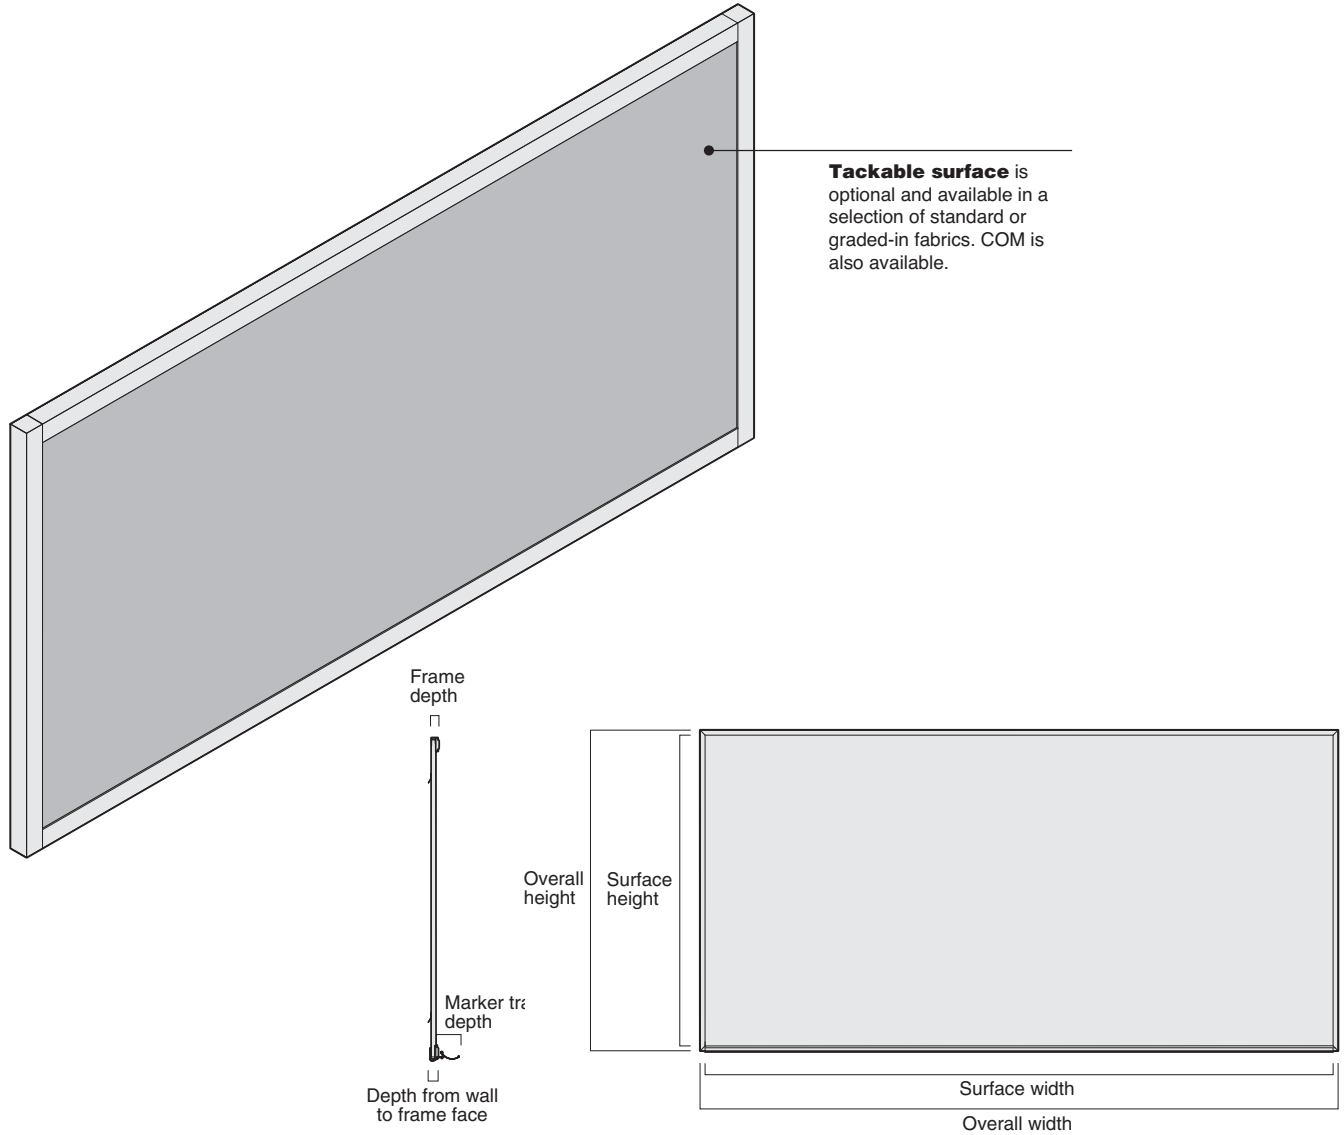 Tackable surface is
optional and available in a
selection of standard or
graded-in fabrics. COM is
also available.
Frame
depth
Overall
height
Surface
height
Marker
depth
Depth from wall
to frame face
Surface width
Overall width